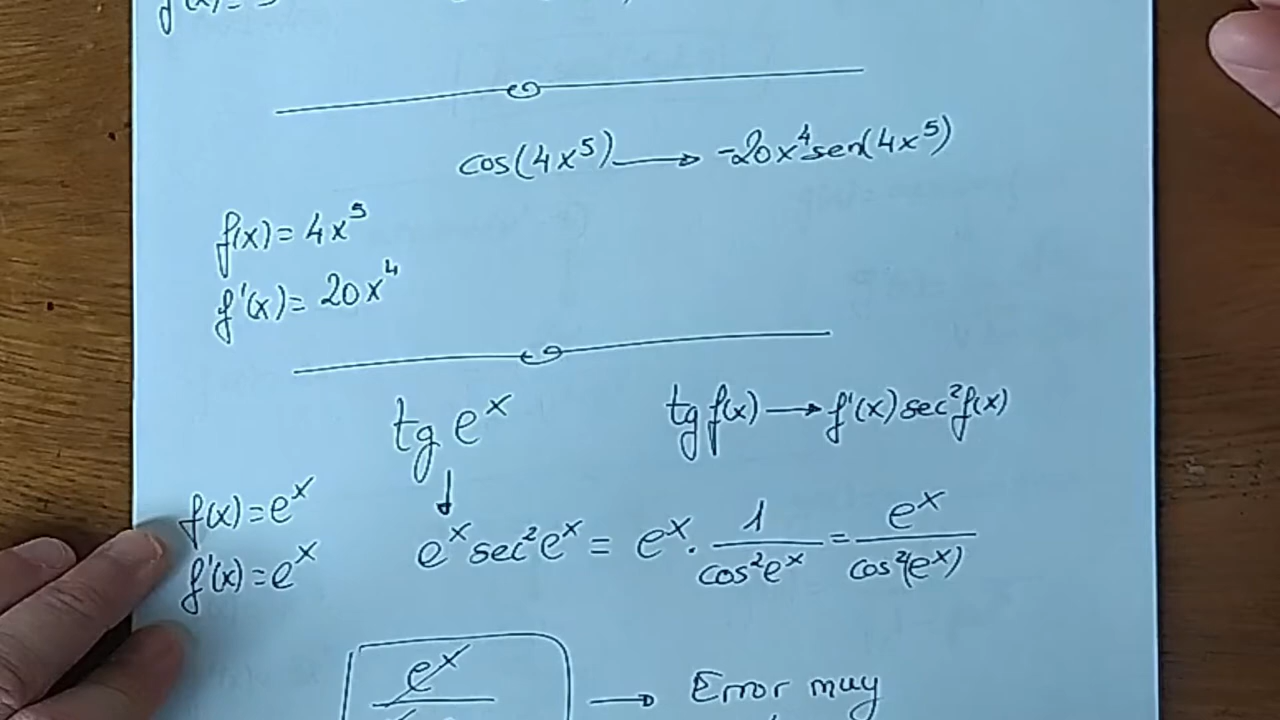 cos(4x⁵) → -20x⁴sen(4x⁵)
f(x) = 4x⁵
f'(x) = 20x⁴
tg eˣ
tg f(x) → f'(x) sec²f(x)
↓
f(x) = eˣ
f'(x) = eˣ
eˣ sec²eˣ = eˣ · 1/cos²eˣ = eˣ/cos²(eˣ)
eˣ → Error muy